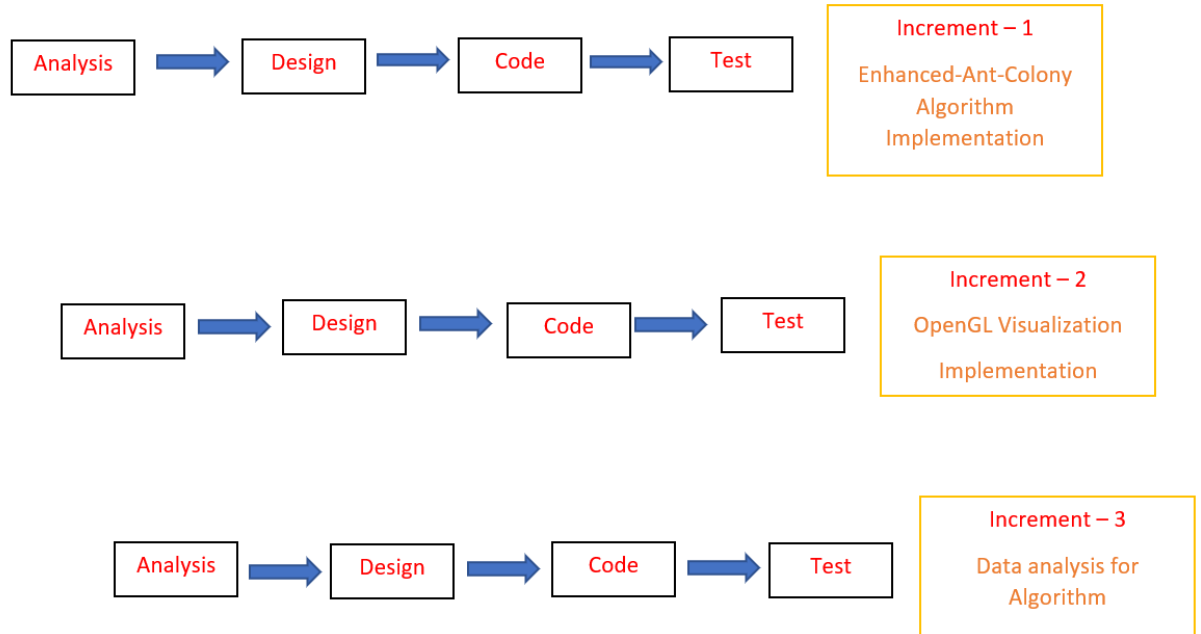 Analysis
Design
Code
Test
Increment – 1
Enhanced-Ant-Colony
Algorithm
Implementation
Analysis
Design
Code
Test
Increment – 2
OpenGL Visualization
Implementation
Analysis
Design
Code
Test
Increment – 3
Data analysis for
Algorithm